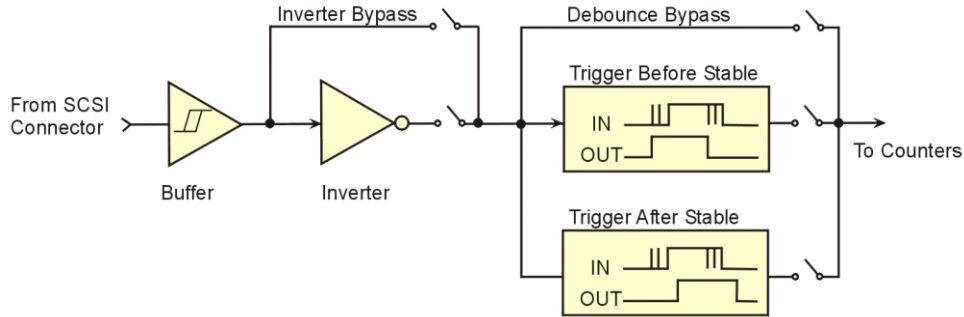 Inverter Bypass
Debounce Bypass
Trigger Before Stable
From SCSI
Connector
IN
OUT
To Counters
Buffer
Inverter
Trigger After Stable
IN
OUT